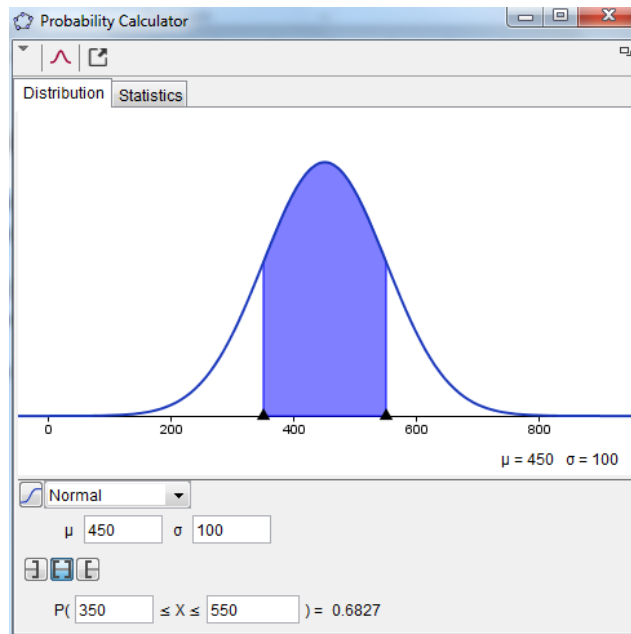 Probability Calculator
Distribution Statistics
0 200 400 600 800
μ = 450 σ = 100
Normal
μ 450 σ 100
P( 350 ≤ X ≤ 550 ) = 0.6827